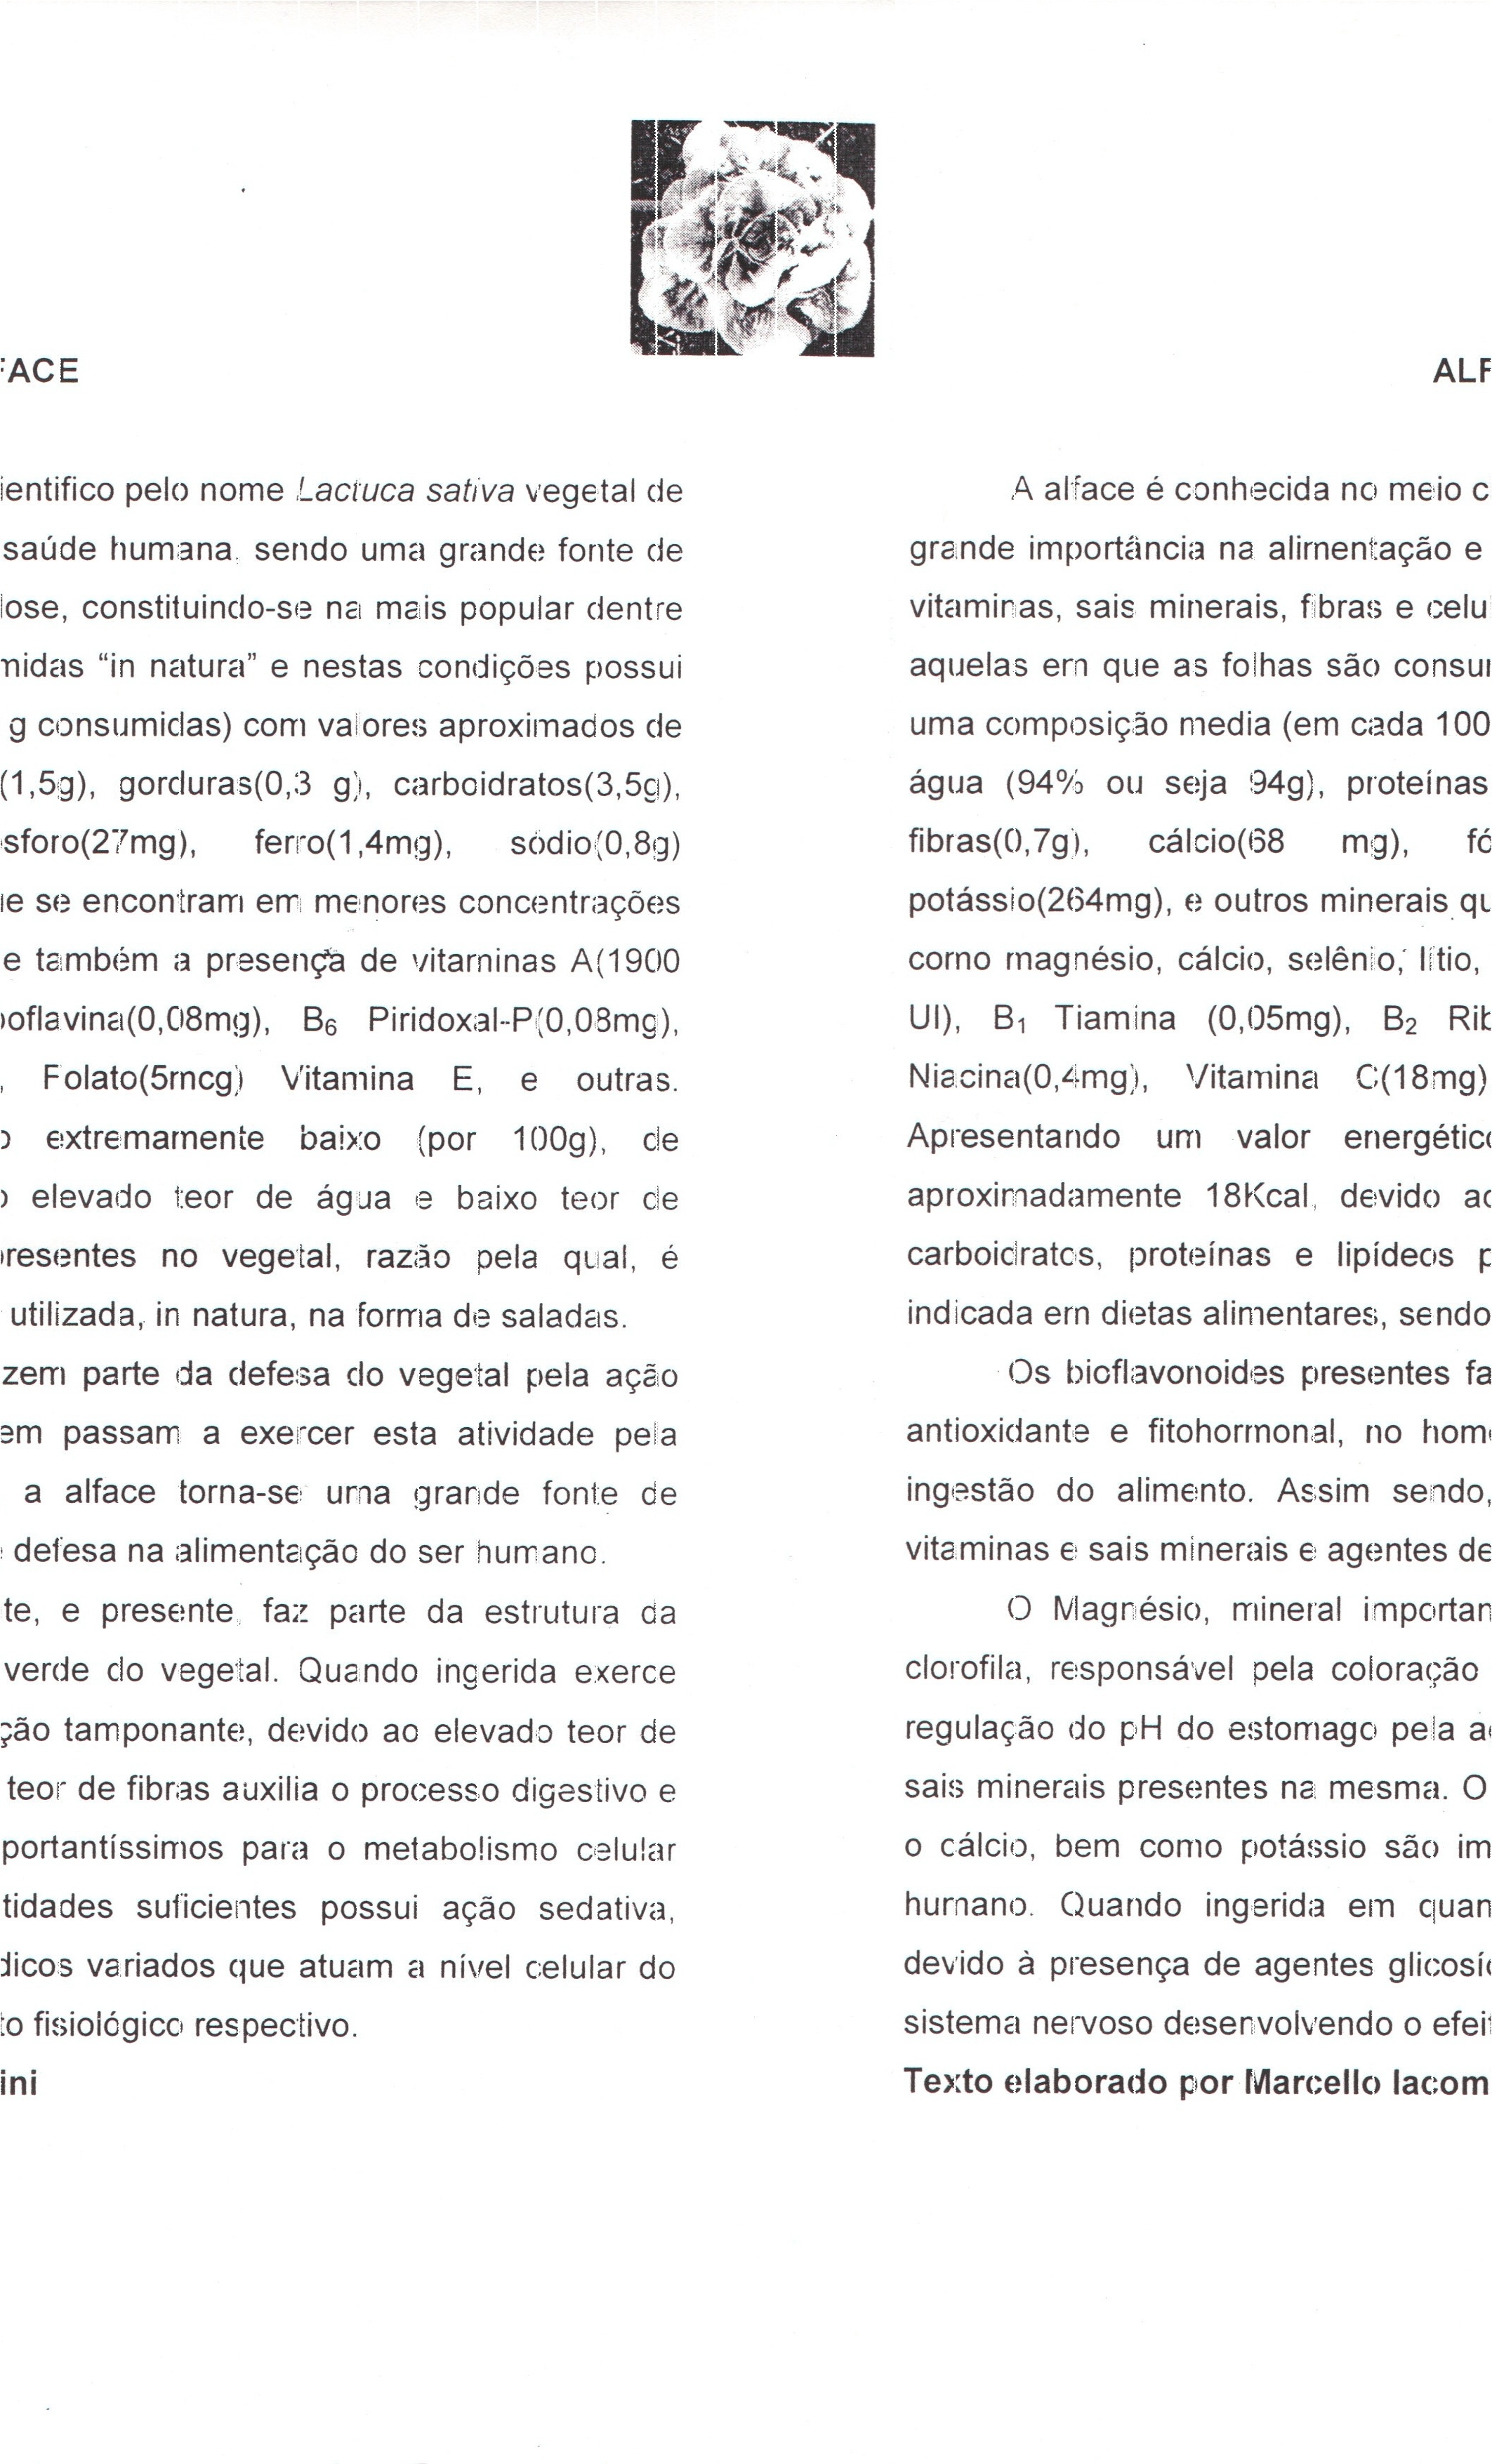 FACE
ientifico pelo nome Lactuca sativa vegetal de
saúde humana, sendo uma grande fonte de
lose, constituindo-se na mais popular dentre
midas “in natura” e nestas condições possui
g consumidas) com valores aproximados de
(1,5g), gorduras(0,3 g), carboidratos(3,5g),
sforo(27mg), ferro(1,4mg), sódio(0,8g)
ie se encontram em menores concentrações
e também a presença de vitaminas A(1900
oflavina(0,08mg), B6 Piridoxal-P(0,08mg),
, Folato(5mcg) Vitamina E, e outras.
o extremamente baixo (por 100g), de
o elevado teor de água e baixo teor de
resentes no vegetal, razão pela qual, é
utilizada, in natura, na forma de saladas.
zem parte da defesa do vegetal pela ação
em passam a exercer esta atividade pela
a alface torna-se uma grande fonte de
defesa na alimentação do ser humano.
te, e presente, faz parte da estrutura da
verde do vegetal. Quando ingerida exerce
ção tamponante, devido ao elevado teor de
teor de fibras auxilia o processo digestivo e
portantíssimos para o metabolismo celular
tidades suficientes possui ação sedativa,
dicos variados que atuam a nível celular do
to fisiológico respectivo.
ini
ALF
A alface é conhecida no meio c
grande importância na alimentação e
vitaminas, sais minerais, fibras e celu
aquelas em que as folhas são consu
uma composição media (em cada 100
água (94% ou seja 94g), proteínas
fibras(0,7g), cálcio(68 mg), fó
potássio(264mg), e outros minerais qu
como magnésio, cálcio, selênio, lítio,
UI), B1 Tiamina (0,05mg), B2 Rib
Niacina(0,4mg), Vitamina C(18mg)
Apresentando um valor energétic
aproximadamente 18Kcal, devido ao
carboidratos, proteínas e lipídeos p
indicada em dietas alimentares, sendo
Os bioflavonoides presentes fa
antioxidante e fitohormonal, no hom
ingestão do alimento. Assim sendo,
vitaminas e sais minerais e agentes de
O Magnésio, mineral importan
clorofila, responsável pela coloração
regulação do pH do estomago pela a
sais minerais presentes na mesma. O
o cálcio, bem como potássio são im
humano. Quando ingerida em quan
devido à presença de agentes glicosí
sistema nervoso desenvolvendo o efei
Texto elaborado por Marcello Iacom